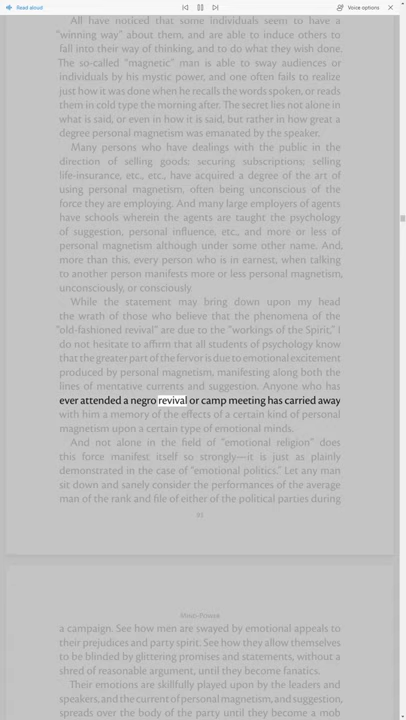 Read aloud
Voice options
All have noticed that some individuals seem to have a
"winning way" about them, and are able to induce others to
fall into their way of thinking, and to do what they wish done.
The so-called "magnetic" man is able to sway audiences or
individuals by his mystic power, and one often fails to realize
just how it was done when he recalls the words spoken, or reads
them in cold type the morning after. The secret lies not alone in
what is said, or even in how it is said, but rather in how great a
degree personal magnetism was emanated by the speaker.
Many persons who have dealings with the public in the
direction of selling goods; securing subscriptions; selling
life-insurance, etc., etc., have acquired a degree of the art of
using personal magnetism, often being unconscious of the
force they are employing. And many large employers of agents
have schools wherein the agents are taught the psychology
of suggestion, personal influence, etc., and more or less of
personal magnetism although under some other name. And,
more than this, every person who is in earnest, when talking
to another person manifests more or less personal magnetism,
unconsciously, or consciously.
While the statement may bring down upon my head
the wrath of those who believe that the phenomena of the
"old-fashioned revival" are due to the "workings of the Spirit," I
do not hesitate to affirm that all students of psychology know
that the greater part of the fervor is due to emotional excitement
produced by personal magnetism, manifesting along both the
lines of mentative currents and suggestion. Anyone who has
ever attended a negro revival or camp meeting has carried away
with him a memory of the effects of a certain kind of personal
magnetism upon a certain type of emotional minds.
And not alone in the field of "emotional religion" does
this force manifest itself so strongly—it is just as plainly
demonstrated in the case of "emotional politics." Let any man
sit down and sanely consider the performances of the average
man of the rank and file of either of the political parties during
Mind-Power
a campaign. See how men are swayed by emotional appeals to
their prejudices and party spirit. See how they allow themselves
to be blinded by glittering promises and statements, without a
shred of reasonable argument, until they become fanatics.
Their emotions are skillfully played upon by the leaders and
speakers, and the current of personal magnetism, and suggestion,
spreads over the body of the party until they become a mob